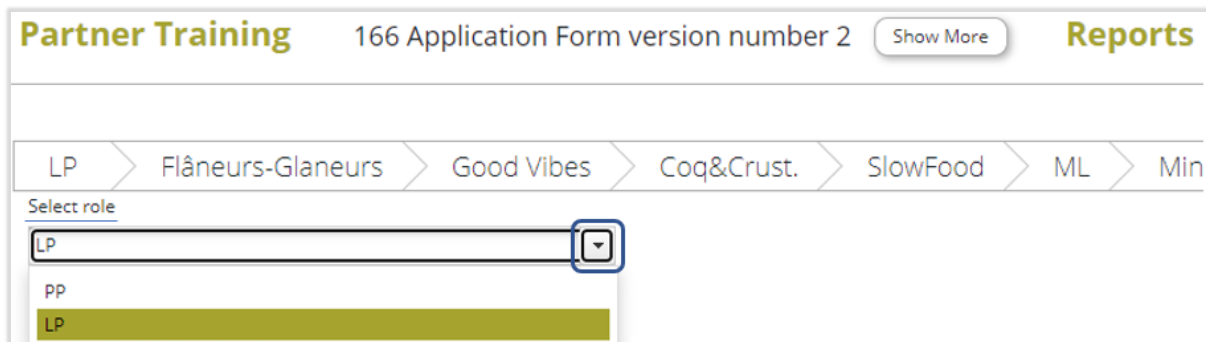 Partner Training 166 Application Form version number 2 Show More Reports
LP Flâneurs-Glaneurs Good Vibes Coq&Crust. SlowFood ML Min
Select role
LP
PP
LP